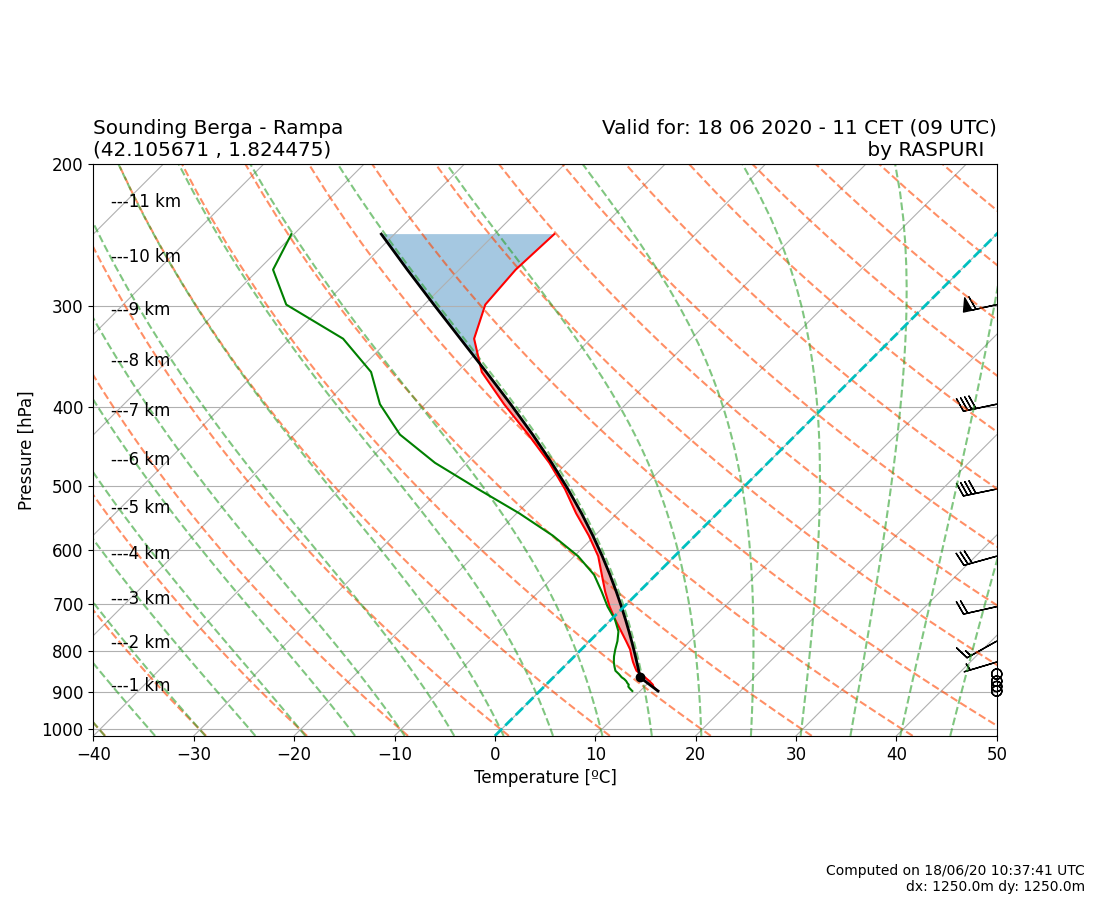 Sounding Berga - Rampa
(42.105671 , 1.824475)
Valid for: 18 06 2020 - 11 CET (09 UTC)
by RASPURI
200
300
400
500
600
700
800
900
1000
Pressure [hPa]
---11 km
---10 km
---9 km
---8 km
---7 km
---6 km
---5 km
---4 km
---3 km
---2 km
---1 km
−40 −30 −20 −10 0 10 20 30 40 50
Temperature [ºC]
Computed on 18/06/20 10:37:41 UTC
dx: 1250.0m dy: 1250.0m